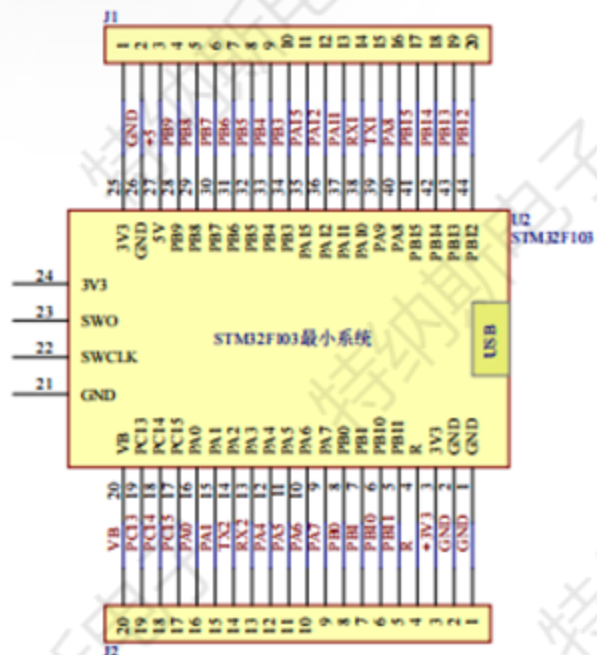 J1
1 2 3 4 5 6 7 8 9 10 11 12 13 14 15 16 17 18 19 20
GND +5 PB9 PB8 PB7 PB6 PB5 PB4 PB3 PA15 PA12 PA11 RX1 TX1 PA8 PB15 PB14 PB13 PB12
25 26 27 28 29 30 31 32 33 34 35 36 37 38 39 40 41 42 43 44
3V3 GND 5V PB9 PB8 PB7 PB6 PB5 PB4 PB3 PA15 PA12 PA11 PA10 PA9 PA8 PB15 PB14 PB13 PB12
U2
STM32F103
24 3V3
23 SWO
22 SWCLK
21 GND
STM32F103最小系统
USB
VB PC13 PC14 PC15 PA0 PA1 PA2 PA3 PA4 PA5 PA6 PA7 PB0 PB1 PB10 PB11 R 3V3 GND GND
20 19 18 17 16 15 14 13 12 11 10 9 8 7 6 5 4 3 2 1
VB PC13 PC14 PC15 PA0 PA1 TX2 RX2 PA4 PA5 PA6 PA7 PB0 PB1 PB10 PB11 R +3V3 GND GND
20 19 18 17 16 15 14 13 12 11 10 9 8 7 6 5 4 3 2 1
J2
特纳斯电子